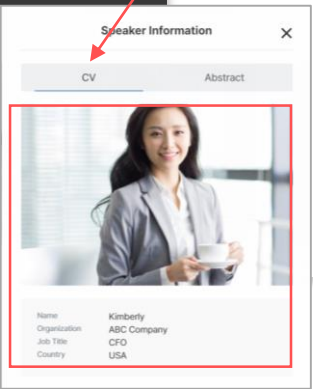 Speaker Information ×
CV Abstract
Name Kimberly
Organization ABC Company
Job Title CFO
Country USA